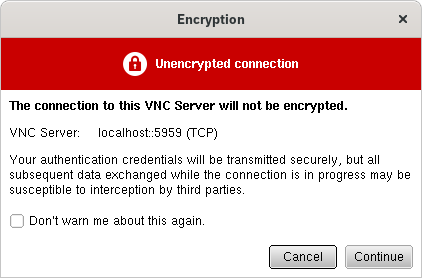 Encryption
Unencrypted connection
The connection to this VNC Server will not be encrypted.
VNC Server: localhost::5959 (TCP)
Your authentication credentials will be transmitted securely, but all
subsequent data exchanged while the connection is in progress may be
susceptible to interception by third parties.
Don't warn me about this again.
Cancel Continue